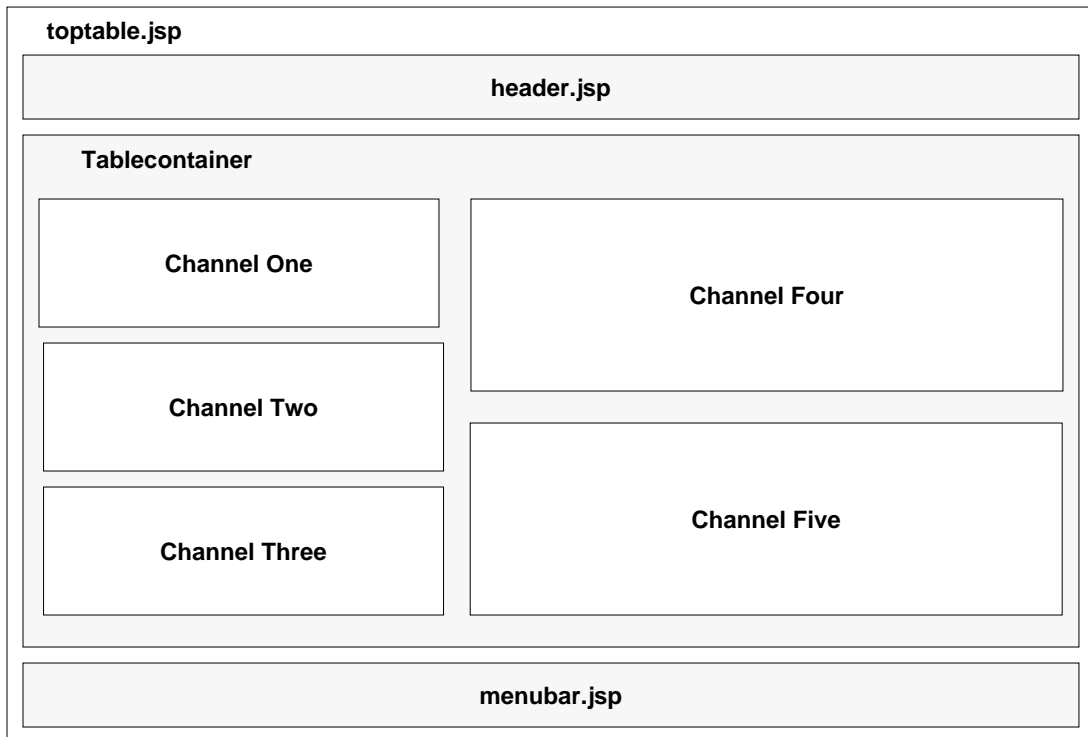 toptable.jsp
header.jsp
Tablecontainer
Channel One
Channel Two
Channel Three
Channel Four
Channel Five
menubar.jsp